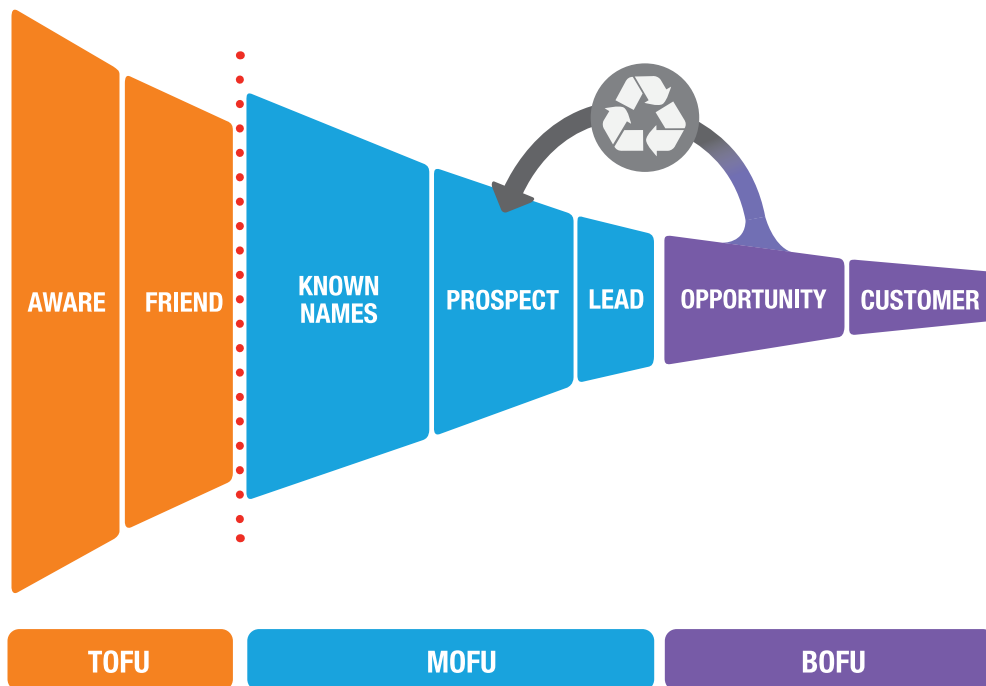 AWARE
FRIEND
KNOWN
NAMES
PROSPECT
LEAD
OPPORTUNITY
CUSTOMER
TOFU
MOFU
BOFU